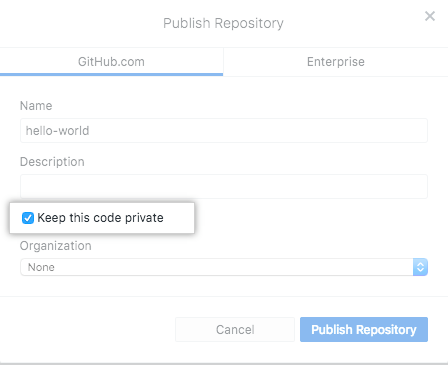 Publish Repository
GitHub.com
Enterprise
Name
hello-world
Description
Keep this code private
Organization
None
Cancel
Publish Repository